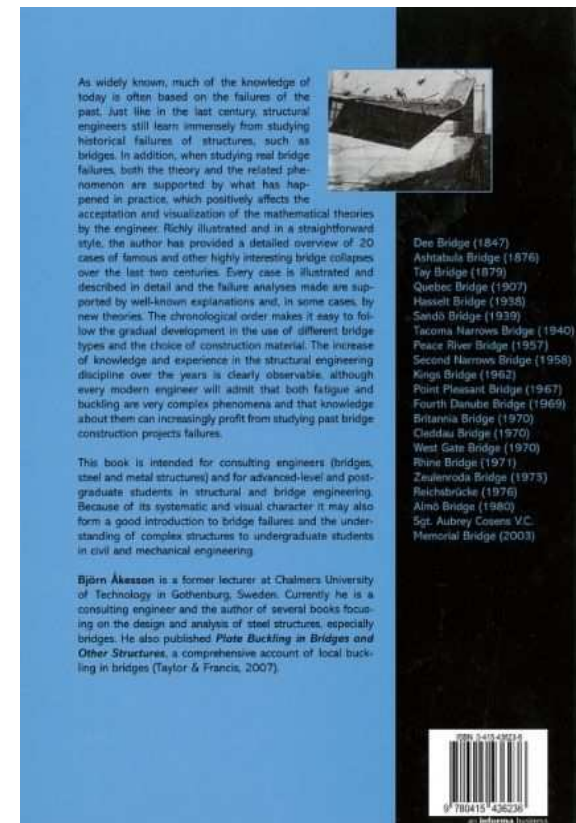 As widely known, much of the knowledge of
today is often based on the failures of the
past. Just like in the last century, structural
engineers still learn immensely from studying
historical failures of structures, such as
bridges. In addition, when studying real bridge
failures, both the theory and the related phe-
nomenon are supported by what has hap-
pened in practice, which positively affects the
acceptation and visualization of the mathematical theories
by the engineer. Richly illustrated and in a straightforward
style, the author has provided a detailed overview of 20
cases of famous and other highly interesting bridge collapses
over the last two centuries. Every case is illustrated and
described in detail and the failure analyses made are sup-
ported by well-known explanations and, in some cases, by
new theories. The chronological order makes it easy to fol-
low the gradual development in the use of different bridge
types and the choice of construction material. The increase
of knowledge and experience in the structural engineering
discipline over the years is clearly observable, although
every modern engineer will admit that both fatigue and
buckling are very complex phenomena and that knowledge
about them can increasingly profit from studying past bridge
construction projects failures.
This book is intended for consulting engineers (bridges,
steel and metal structures) and for advanced-level and post-
graduate students in structural and bridge engineering.
Because of its systematic and visual character it may also
form a good introduction to bridge failures and the under-
standing of complex structures to undergraduate students
in civil and mechanical engineering.
Björn Åkesson is a former lecturer at Chalmers University
of Technology in Gothenburg, Sweden. Currently he is a
consulting engineer and the author of several books focus-
ing on the design and analysis of steel structures, especially
bridges. He also published Plate Buckling in Bridges and
Other Structures, a comprehensive account of local buck-
ling in bridges (Taylor & Francis, 2007).
Dee Bridge (1847)
Ashtabula Bridge (1876)
Tay Bridge (1879)
Quebec Bridge (1907)
Hasselt Bridge (1938)
Sandö Bridge (1939)
Tacoma Narrows Bridge (1940)
Peace River Bridge (1957)
Second Narrows Bridge (1958)
Kings Bridge (1962)
Point Pleasant Bridge (1967)
Fourth Danube Bridge (1969)
Britannia Bridge (1970)
Cleddau Bridge (1970)
West Gate Bridge (1970)
Rhine Bridge (1971)
Zeulenroda Bridge (1973)
Reichsbrücke (1976)
Almö Bridge (1980)
Sgt. Aubrey Cosens V.C.
Memorial Bridge (2003)
ISBN 0-415-43623-6
9 780415 436236
an informa business